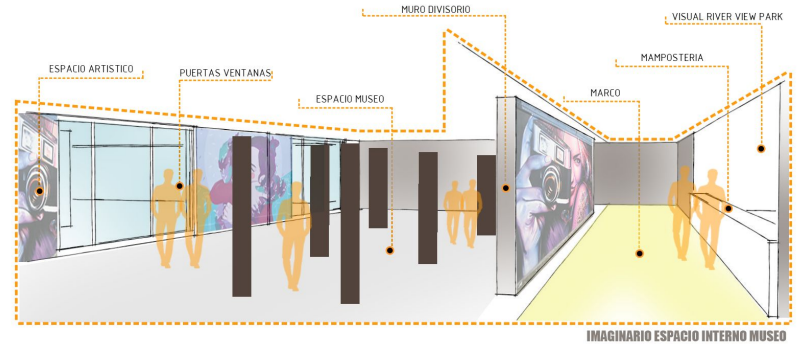 MURO DIVISORIO
VISUAL RIVER VIEW PARK
ESPACIO ARTISTICO
PUERTAS VENTANAS
MAMPOSTERIA
ESPACIO MUSEO
MARCO
IMAGINARIO ESPACIO INTERNO MUSEO